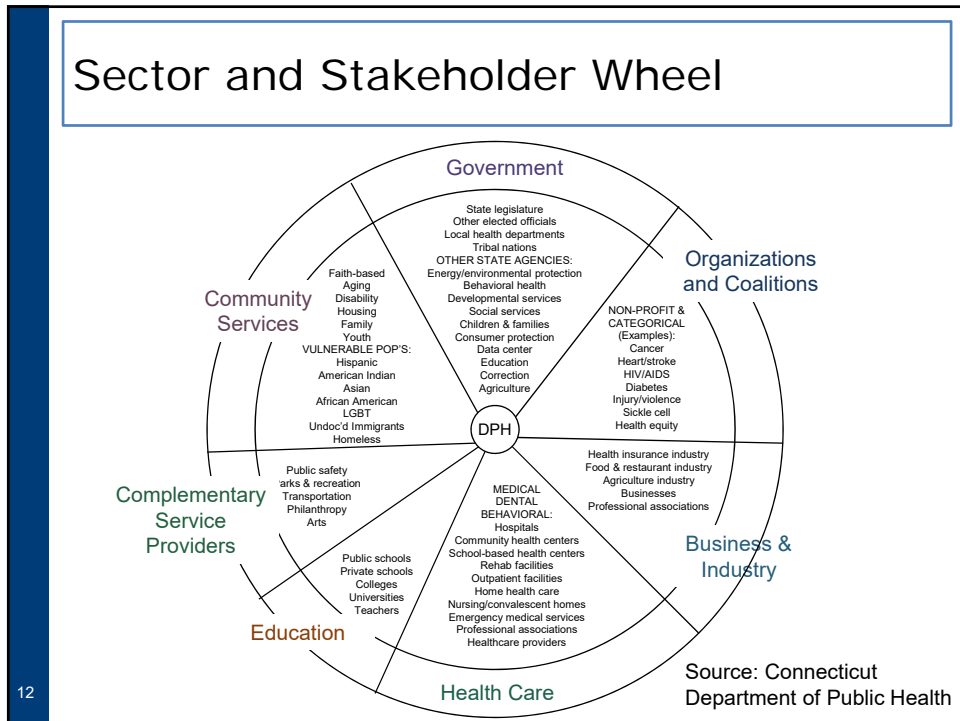 Sector and Stakeholder Wheel
Government
State legislature
Other elected officials
Local health departments
Tribal nations
OTHER STATE AGENCIES:
Energy/environmental protection
Behavioral health
Developmental services
Social services
Children & families
Consumer protection
Data center
Education
Correction
Agriculture
Organizations
and Coalitions
NON-PROFIT &
CATEGORICAL
(Examples):
Cancer
Heart/stroke
HIV/AIDS
Diabetes
Injury/violence
Sickle cell
Health equity
Community
Services
Faith-based
Aging
Disability
Housing
Family
Youth
VULNERABLE POP'S:
Hispanic
American Indian
Asian
African American
LGBT
Undoc'd Immigrants
Homeless
DPH
Health insurance industry
Food & restaurant industry
Agriculture industry
Businesses
Professional associations
Business &
Industry
Complementary
Service
Providers
Public safety
arks & recreation
Transportation
Philanthropy
Arts
Public schools
Private schools
Colleges
Universities
Teachers
Education
MEDICAL
DENTAL
BEHAVIORAL:
Hospitals
Community health centers
School-based health centers
Rehab facilities
Outpatient facilities
Home health care
Nursing/convalescent homes
Emergency medical services
Professional associations
Healthcare providers
Health Care
Source: Connecticut
Department of Public Health
12